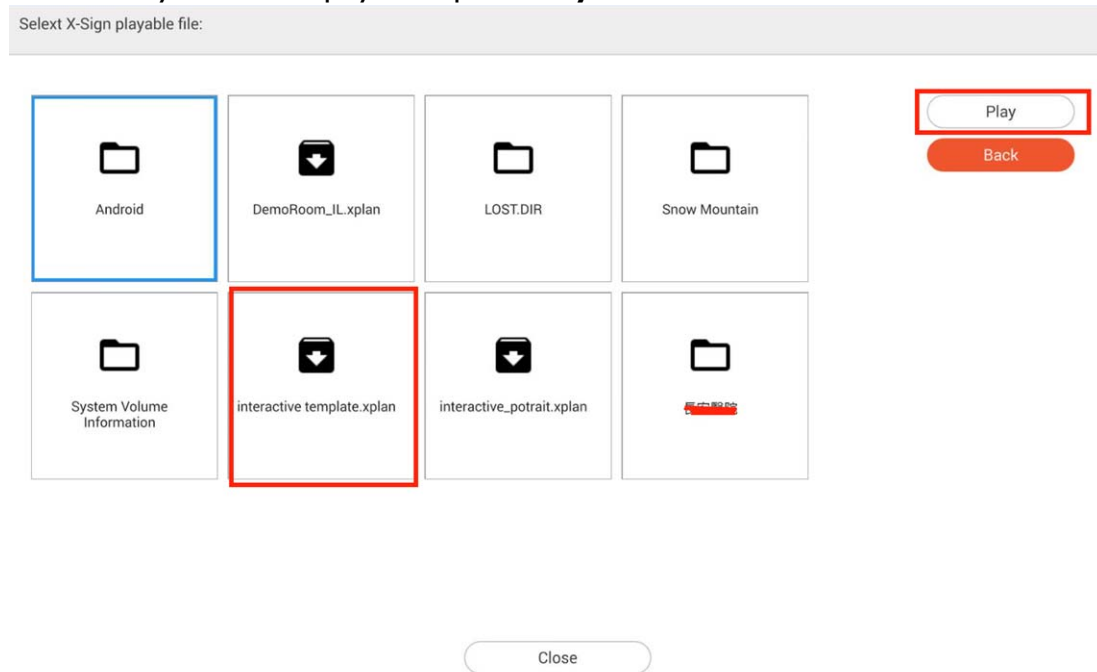 Selext X-Sign playable file:
Play
Back
Android
DemoRoom_IL.xplan
LOST.DIR
Snow Mountain
System Volume
Information
interactive template.xplan
interactive_potrait.xplan
Close